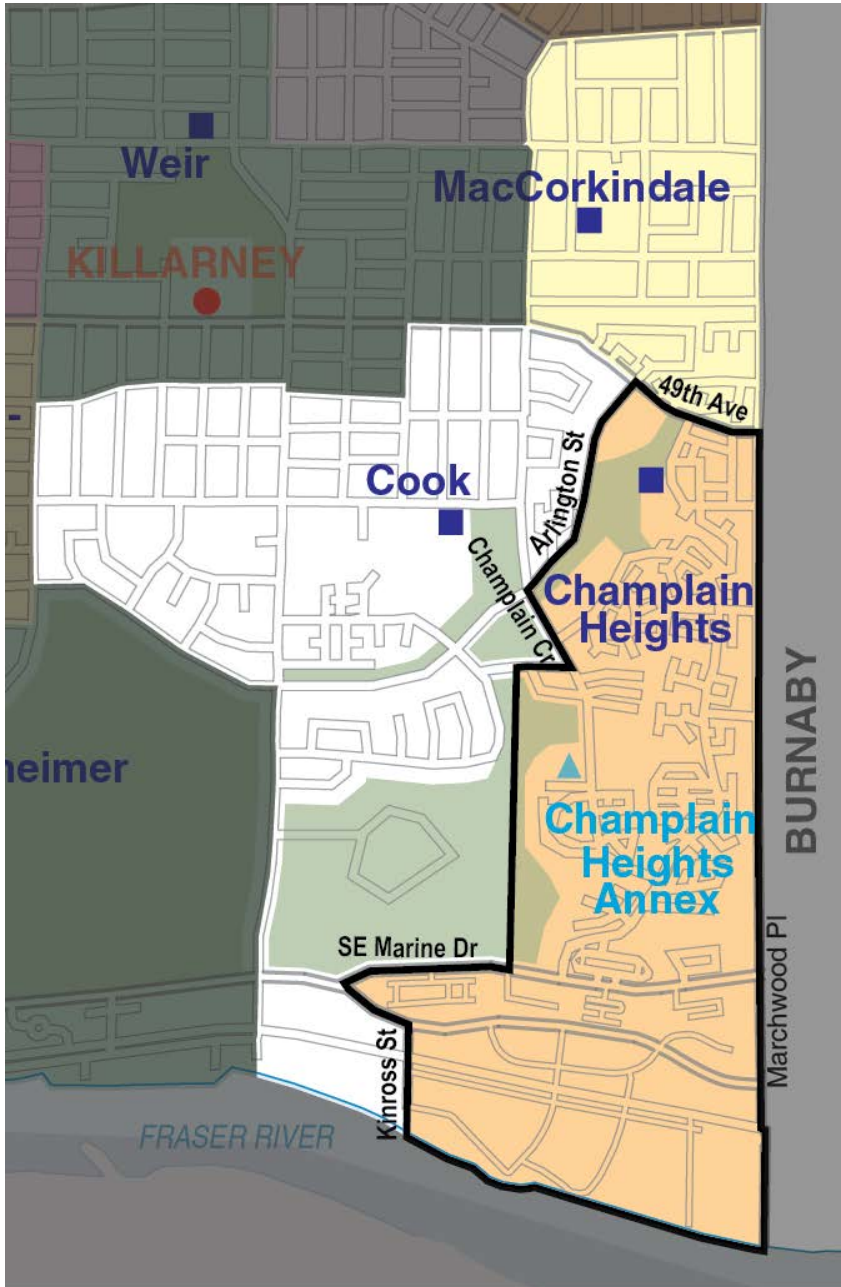 Weir
MacCorkindale
KILLARNEY
49th Ave
Arlington St
Cook
Champlain Cr
Champlain
Heights
BURNABY
heimer
Champlain
Heights
Annex
SE Marine Dr
Marchwood Pl
Kinross St
FRASER RIVER